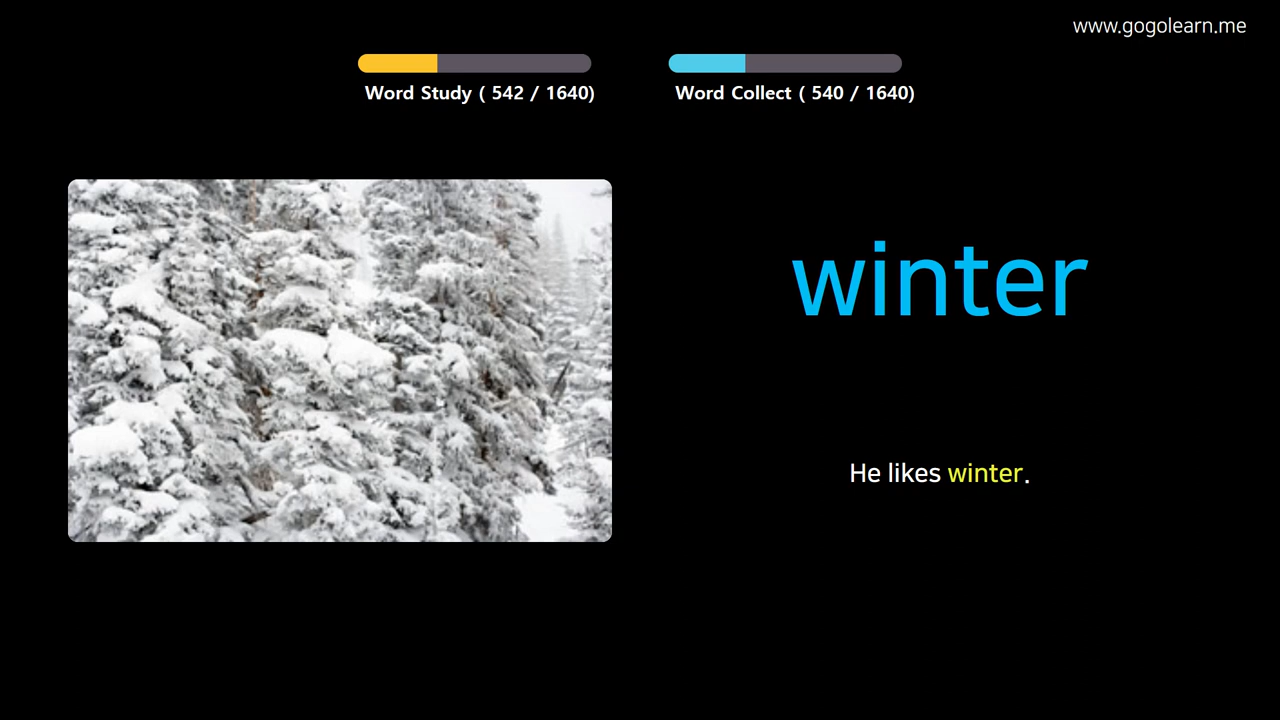 www.gogolearn.me
Word Study ( 542 / 1640)
Word Collect ( 540 / 1640)
winter
He likes winter.